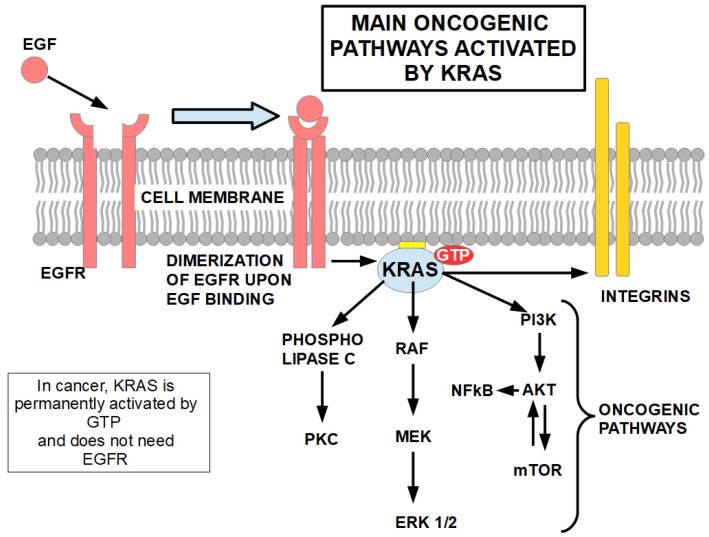 MAIN ONCOGENIC
PATHWAYS ACTIVATED
BY KRAS
EGF
CELL MEMBRANE
EGFR
DIMERIZATION
OF EGFR UPON
EGF BINDING
GTP
KRAS
INTEGRINS
PHOSPHO
LIPASE C
PKC
RAF
MEK
ERK 1/2
PI3K
NFkB
AKT
mTOR
ONCOGENIC
PATHWAYS
In cancer, KRAS is
permanently activated by
GTP
and does not need
EGFR